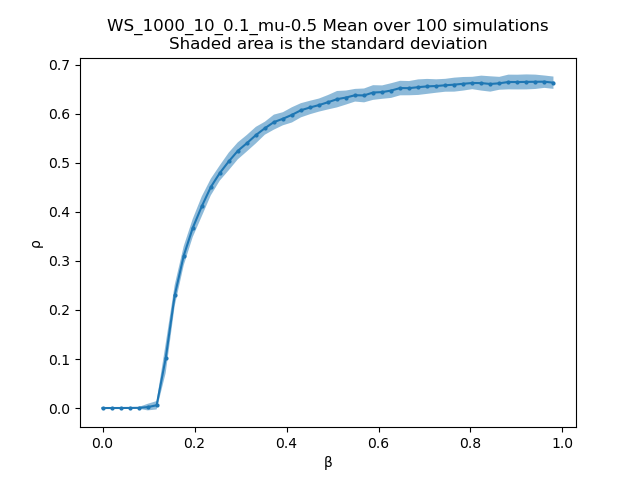 WS_1000_10_0.1_mu-0.5 Mean over 100 simulations
Shaded area is the standard deviation
0.7
0.6
0.5
0.4
0.3
0.2
0.1
0.0
ρ
0.0 0.2 0.4 0.6 0.8 1.0
β